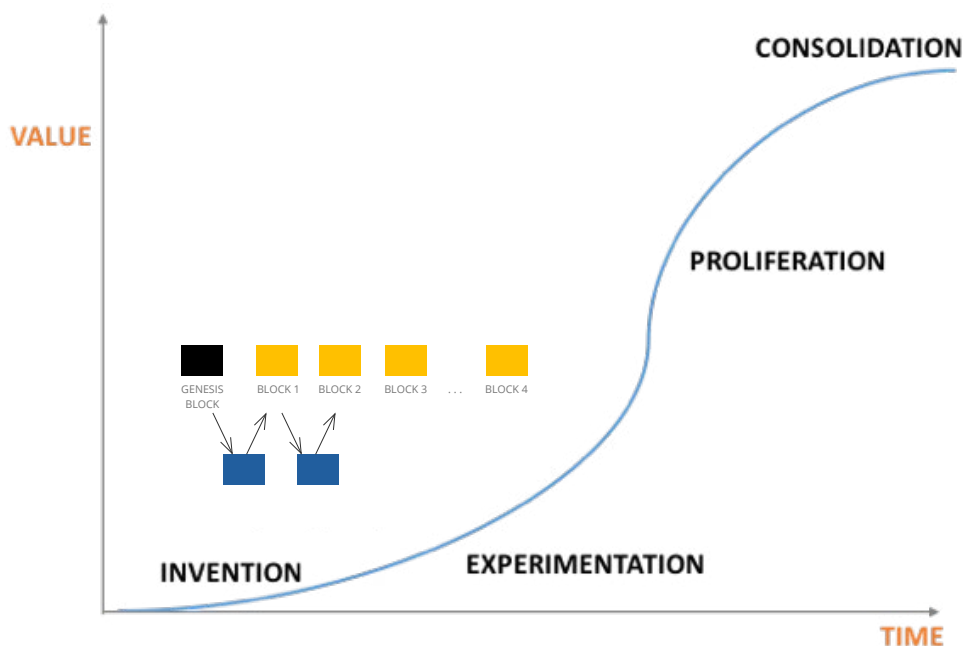 CONSOLIDATION
VALUE
PROLIFERATION
GENESIS
BLOCK
BLOCK 1
BLOCK 2
BLOCK 3
...
BLOCK 4
EXPERIMENTATION
INVENTION
TIME